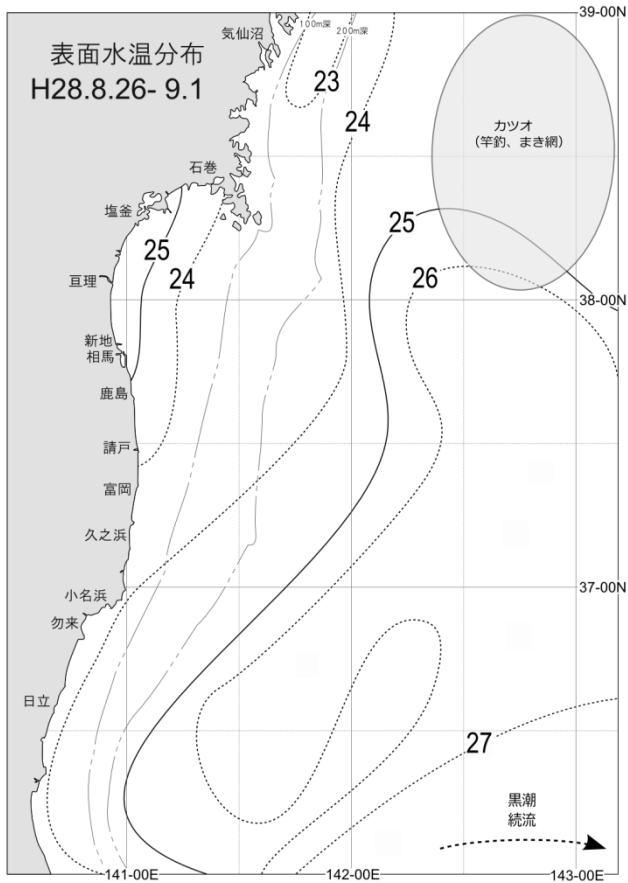 39-00N
気仙沼
100m深
200m深
表面水温分布
H28.8.26- 9.1
23
24
カツオ
(竿釣、まき網)
石巻
塩釜
25
25
24
26
亘理
38-00N
新地
相馬
鹿島
請戸
富岡
久之浜
37-00N
小名浜
勿来
日立
27
黒潮
続流
141-00E
142-00E
143-00E